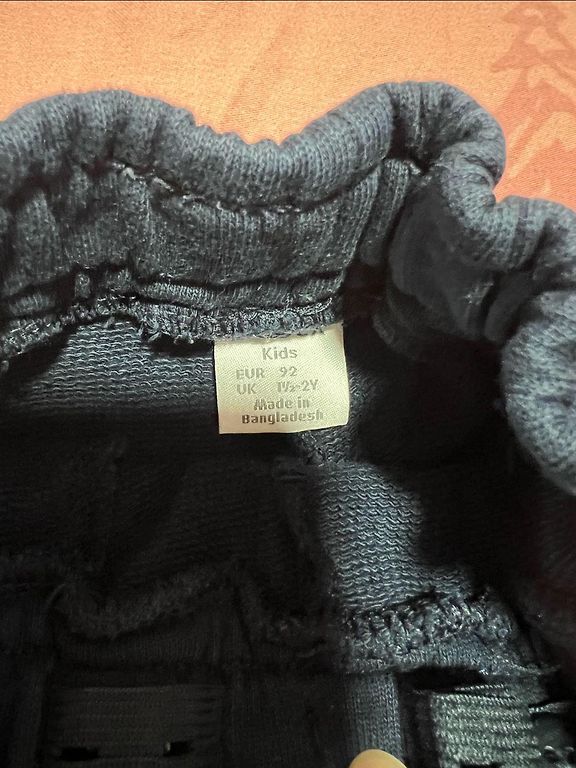 Kids
EUR 92
UK 1½-2Y
Made in
Bangladesh